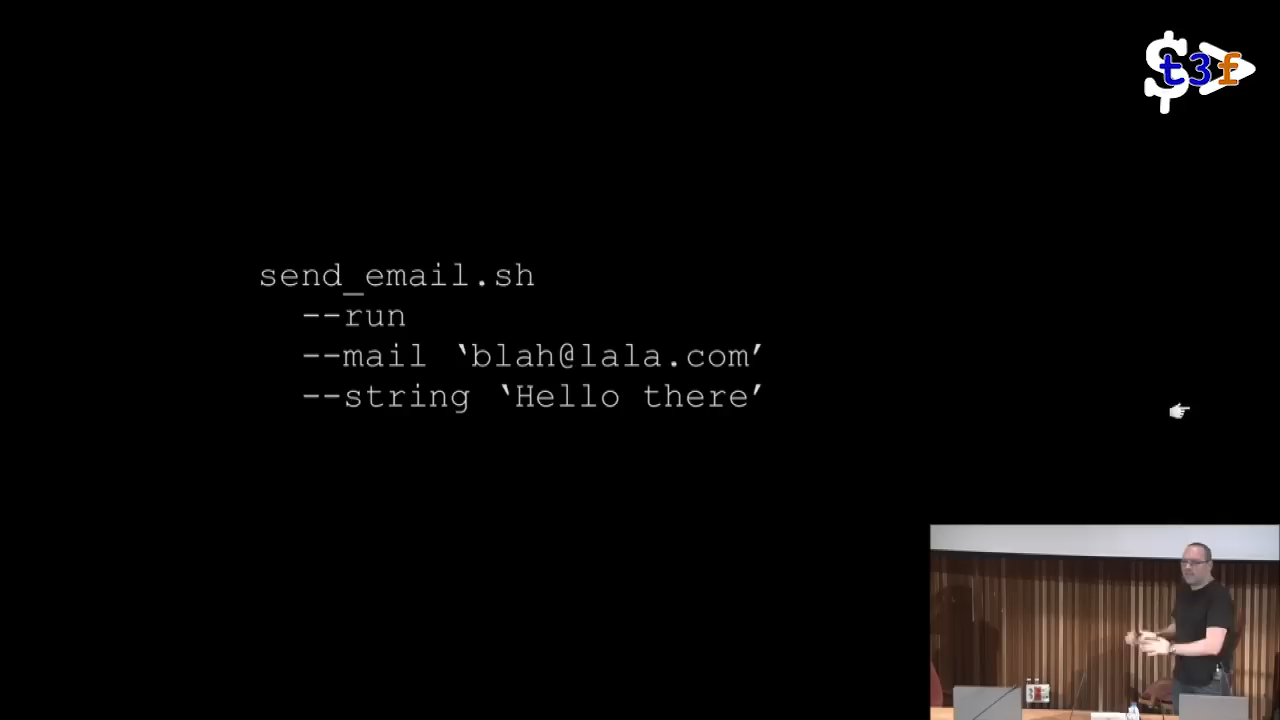 $ t3f
send_email.sh
--run
--mail ‘blah@lala.com’
--string ‘Hello there’